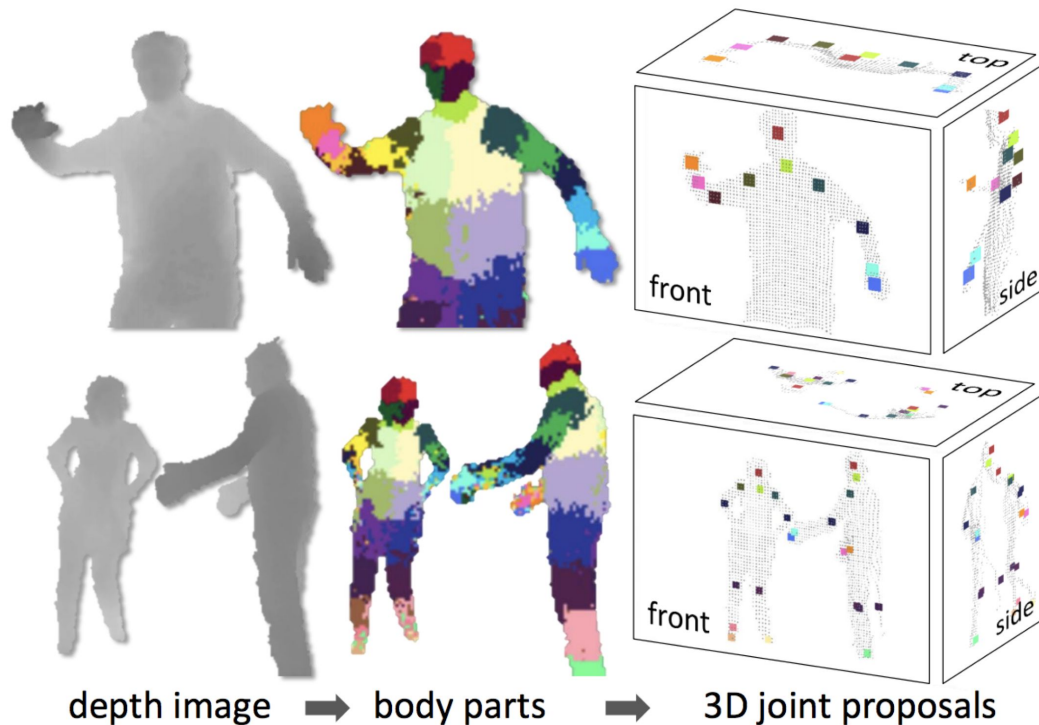 top
front
side
top
front
side
depth image → body parts → 3D joint proposals